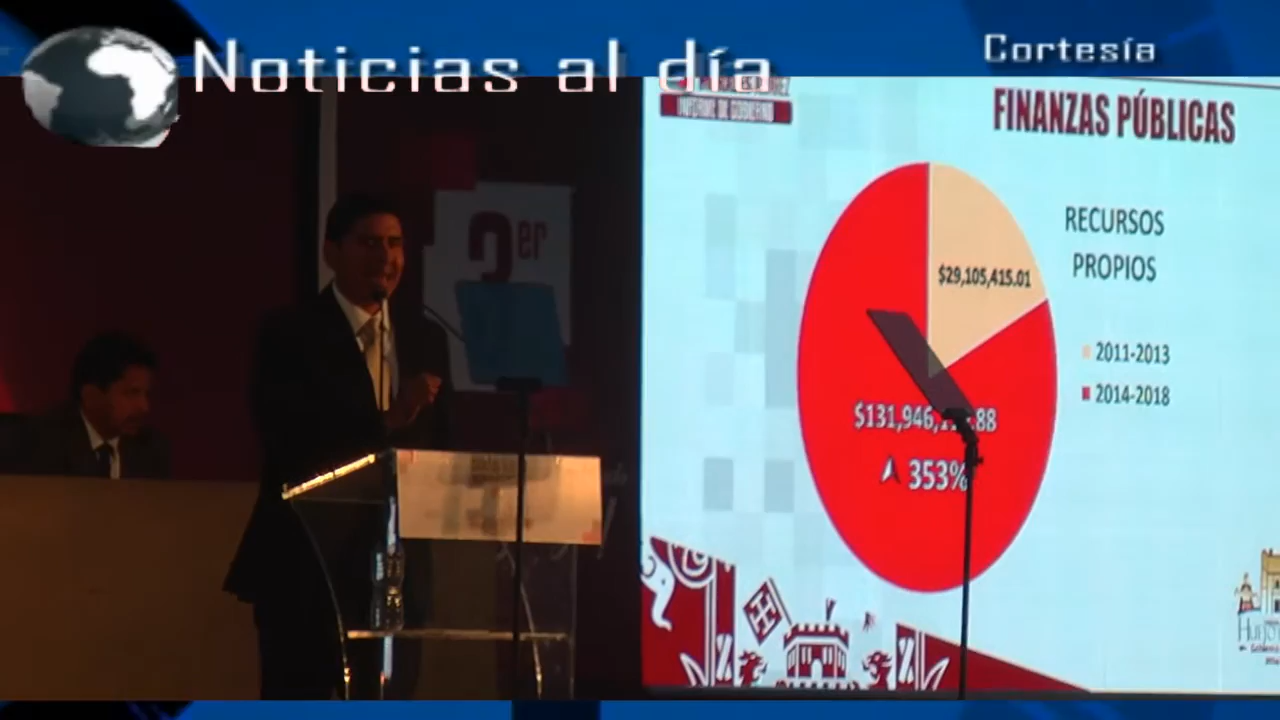 Noticias al día
Cortesía
INFORME DE GOBIERNO
FINANZAS PÚBLICAS
3er
RECURSOS
PROPIOS
$29,105,415.01
2011-2013
2014-2018
353%